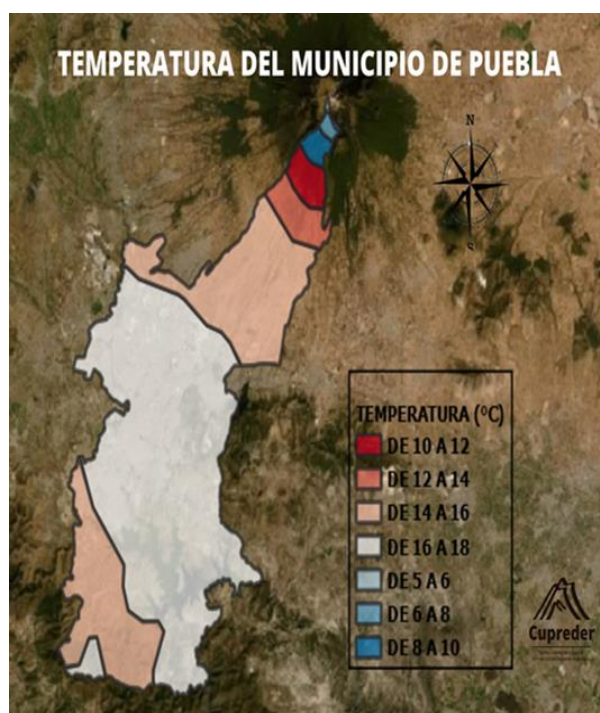 TEMPERATURA DEL MUNICIPIO DE PUEBLA
N
TEMPERATURA (ºC)
DE 10 A 12
DE 12 A 14
DE 14 A 16
DE 16 A 18
DE 5 A 6
DE 6 A 8
DE 8 A 10
Cupreder